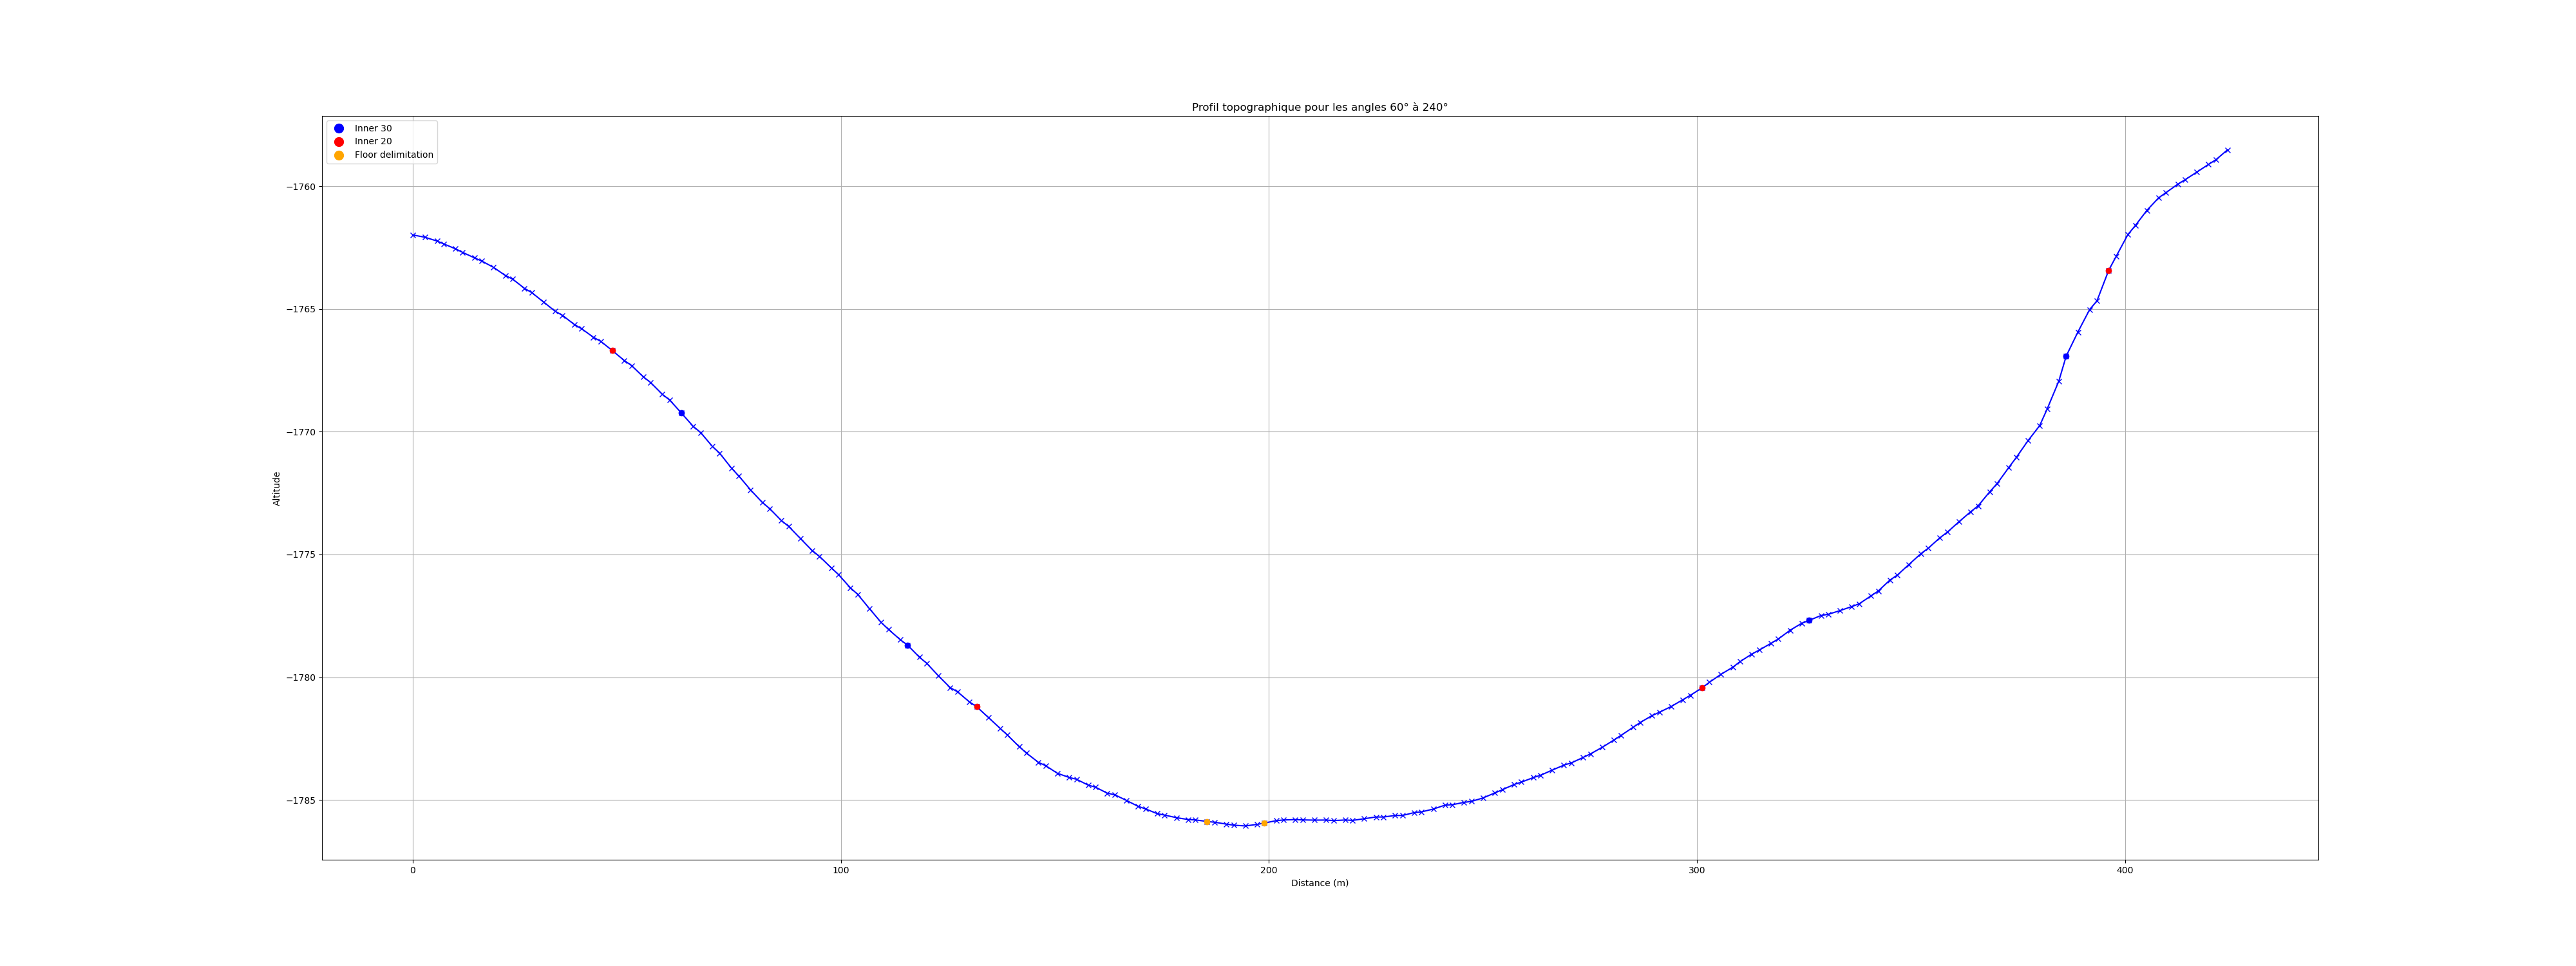 Profil topographique pour les angles 60° à 240°
Inner 30
Inner 20
Floor delimitation
−1760
−1765
−1770
−1775
−1780
−1785
Altitude
0 100 200 300 400
Distance (m)